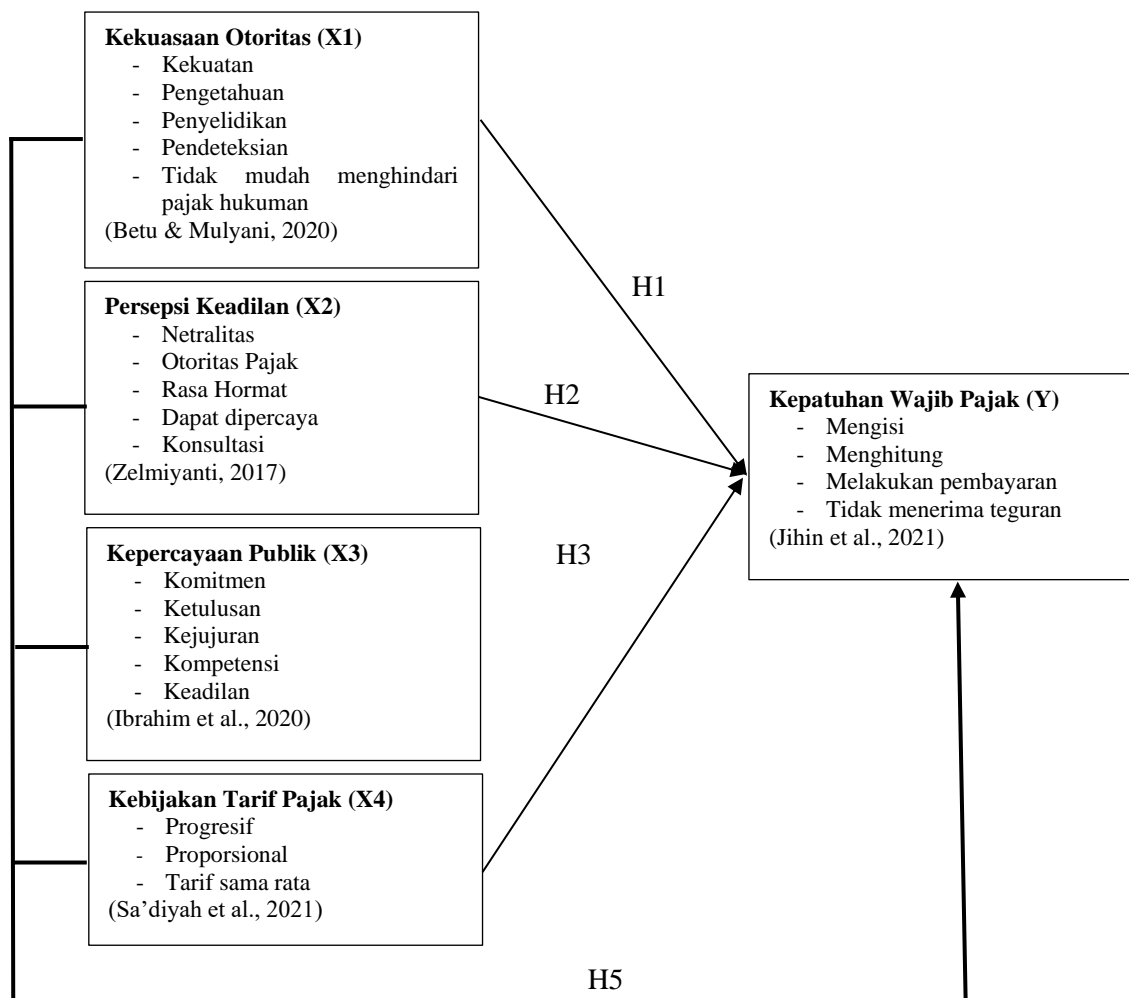 Kekuasaan Otoritas (X1)
- Kekuatan
- Pengetahuan
- Penyelidikan
- Pendeteksian
- Tidak mudah menghindari
pajak hukuman
(Betu & Mulyani, 2020)
H1
Persepsi Keadilan (X2)
- Netralitas
- Otoritas Pajak
- Rasa Hormat
- Dapat dipercaya
- Konsultasi
(Zelmiyanti, 2017)
H2
Kepatuhan Wajib Pajak (Y)
- Mengisi
- Menghitung
- Melakukan pembayaran
- Tidak menerima teguran
(Jihin et al., 2021)
Kepercayaan Publik (X3)
- Komitmen
- Ketulusan
- Kejujuran
- Kompetensi
- Keadilan
(Ibrahim et al., 2020)
H3
Kebijakan Tarif Pajak (X4)
- Progresif
- Proporsional
- Tarif sama rata
(Sa’diyah et al., 2021)
H5